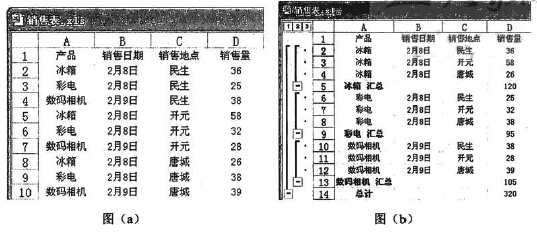 销售表.xls
A B C D
1 产品 销售日期 销售地点 销售量
2 冰箱 2月8日 民生 36
3 彩电 2月8日 民生 25
4 数码相机 2月9日 民生 38
5 冰箱 2月8日 开元 58
6 彩电 2月8日 开元 32
7 数码相机 2月9日 开元 28
8 冰箱 2月8日 唐城 26
9 彩电 2月8日 唐城 38
10 数码相机 2月9日 唐城 39
图（a）
销售表.xls
1 2 3 A B C D
1 产品 销售日期 销售地点 销售量
2 冰箱 2月8日 民生 36
3 冰箱 2月8日 开元 58
4 冰箱 2月8日 唐城 26
5 冰箱 汇总 120
6 彩电 2月8日 民生 25
7 彩电 2月8日 开元 32
8 彩电 2月8日 唐城 38
9 彩电 汇总 95
10 数码相机 2月9日 民生 38
11 数码相机 2月9日 开元 28
12 数码相机 2月9日 唐城 39
13 数码相机 汇总 105
14 总计 320
图（b）